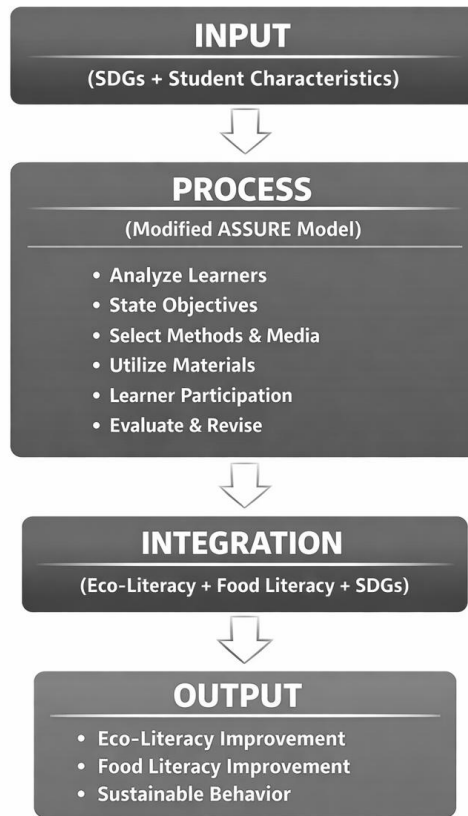 INPUT
(SDGs + Student Characteristics)
PROCESS
(Modified ASSURE Model)
• Analyze Learners
• State Objectives
• Select Methods & Media
• Utilize Materials
• Learner Participation
• Evaluate & Revise
INTEGRATION
(Eco-Literacy + Food Literacy + SDGs)
OUTPUT
• Eco-Literacy Improvement
• Food Literacy Improvement
• Sustainable Behavior